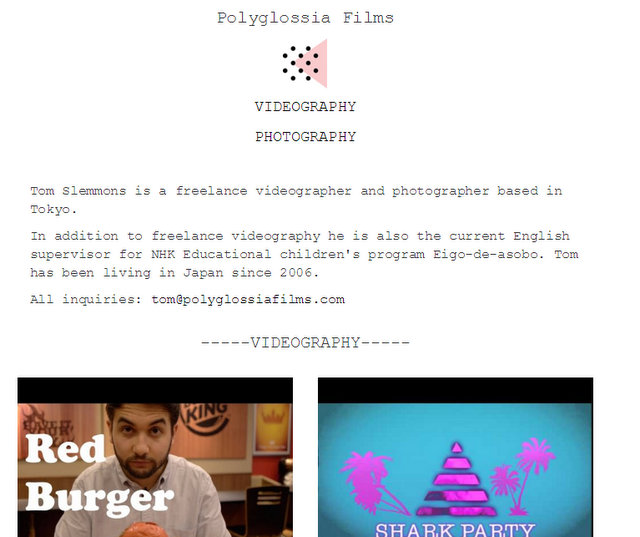 Polyglossia Films
VIDEOGRAPHY
PHOTOGRAPHY
Tom Slemmons is a freelance videographer and photographer based in
Tokyo.
In addition to freelance videography he is also the current English
supervisor for NHK Educational children's program Eigo-de-asobo. Tom
has been living in Japan since 2006.
All inquiries: tom@polyglossiafilms.com
-----VIDEOGRAPHY-----
KING
Red
Burger
SHARK PARTY